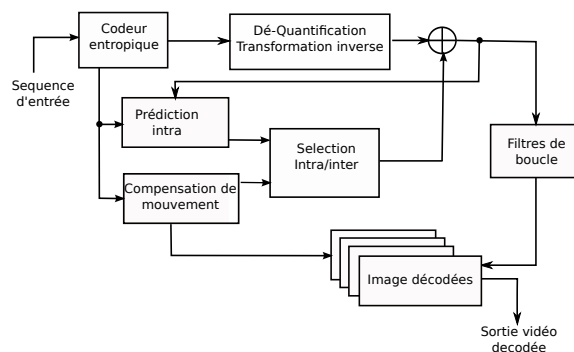 Codeur
entropique
Dé-Quantification
Transformation inverse
Sequence
d'entrée
Prédiction
intra
Selection
Intra/inter
Filtres de
boucle
Compensation de
mouvement
Image décodées
Sortie vidéo
decodée